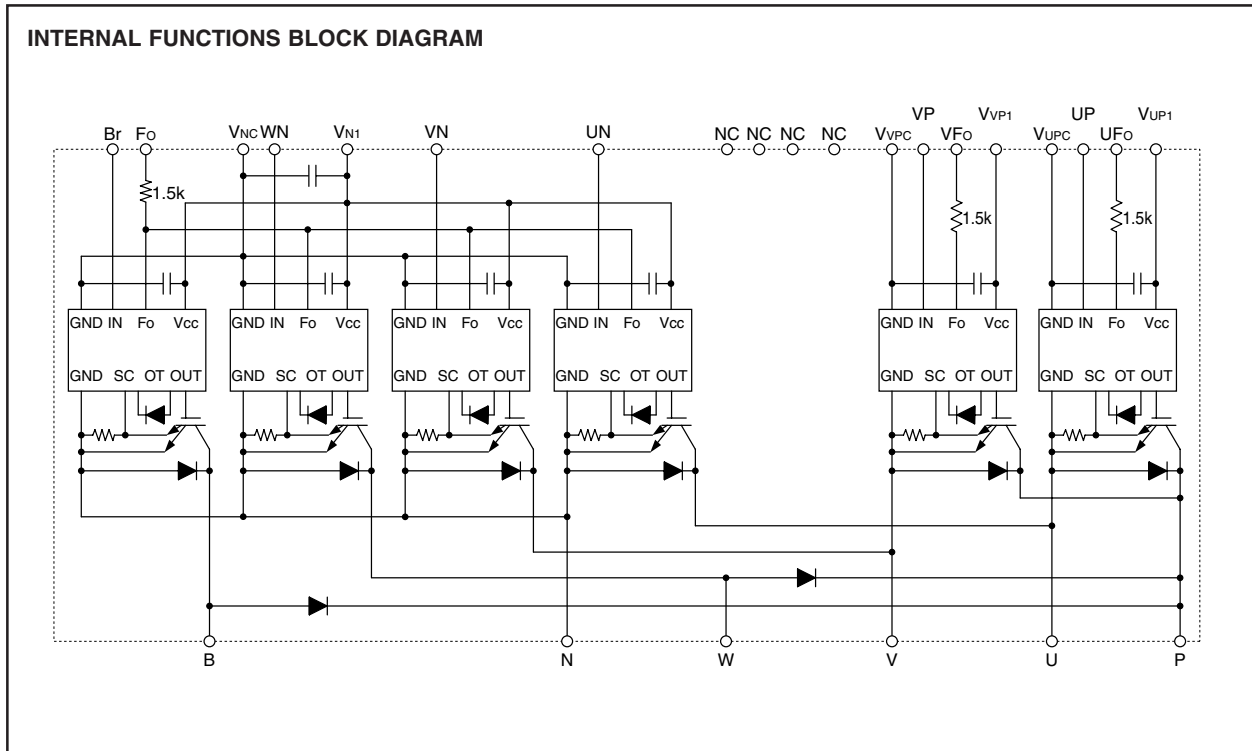 INTERNAL FUNCTIONS BLOCK DIAGRAM
VP VVP1 UP VUP1
Br FO VNC WN VN1 VN UN NC NC NC NC VVPC VFO VUPC UFO
1.5k 1.5k 1.5k
GND IN FO VCC GND IN FO VCC GND IN FO VCC GND IN FO VCC GND IN FO VCC GND IN FO VCC
GND SC OT OUT GND SC OT OUT GND SC OT OUT GND SC OT OUT GND SC OT OUT GND SC OT OUT
B N W V U P